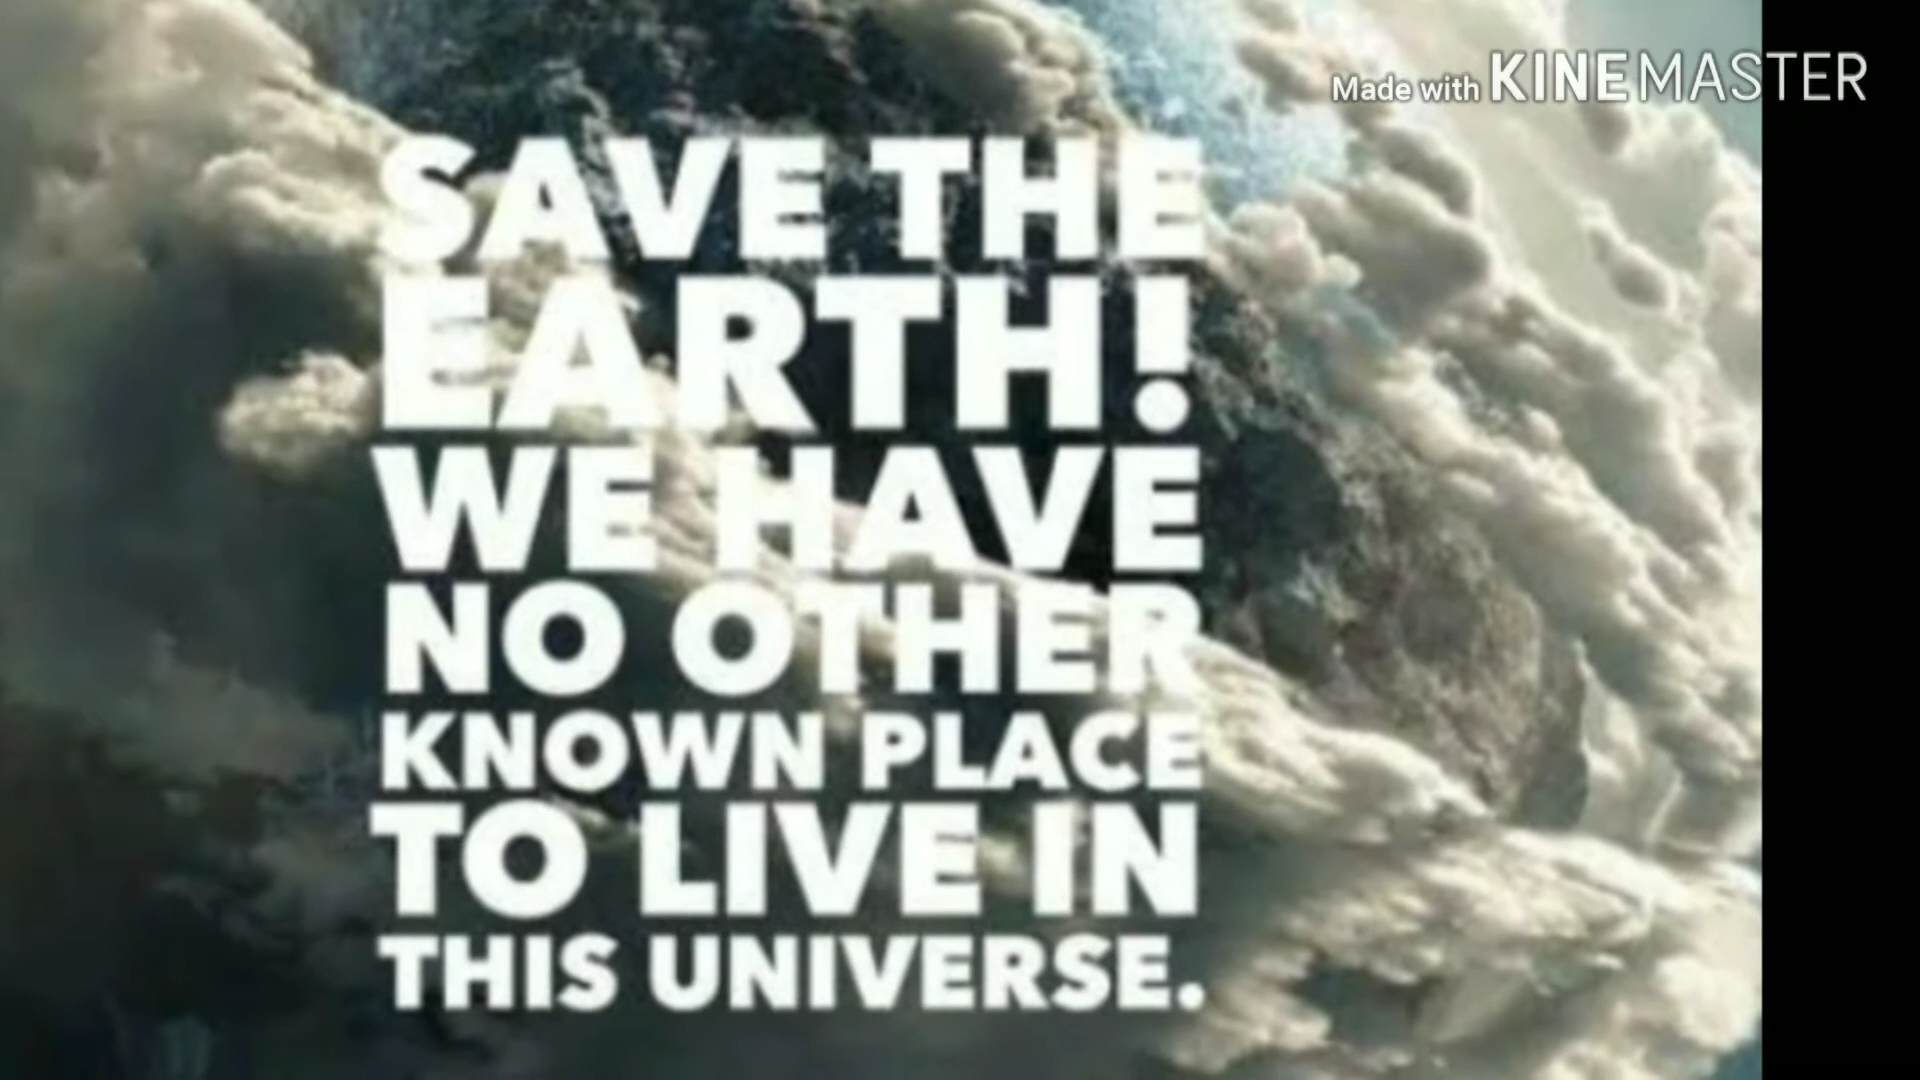 Made with KINEMASTER
SAVE THE
EARTH!
WE HAVE
NO OTHER
KNOWN PLACE
TO LIVE IN
THIS UNIVERSE.